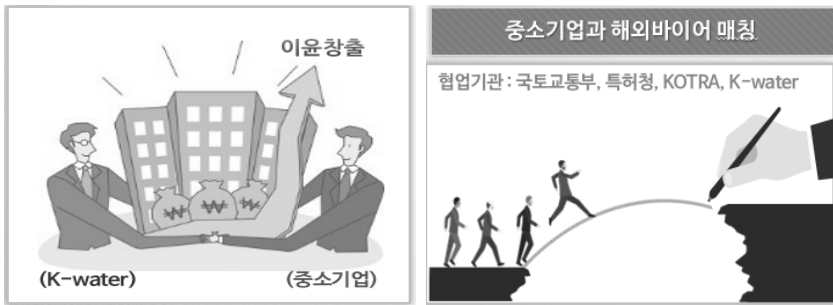 이윤창출
(K-water)
(중소기업)
중소기업과 해외바이어 매칭
협업기관 : 국토교통부, 특허청, KOTRA, K-water